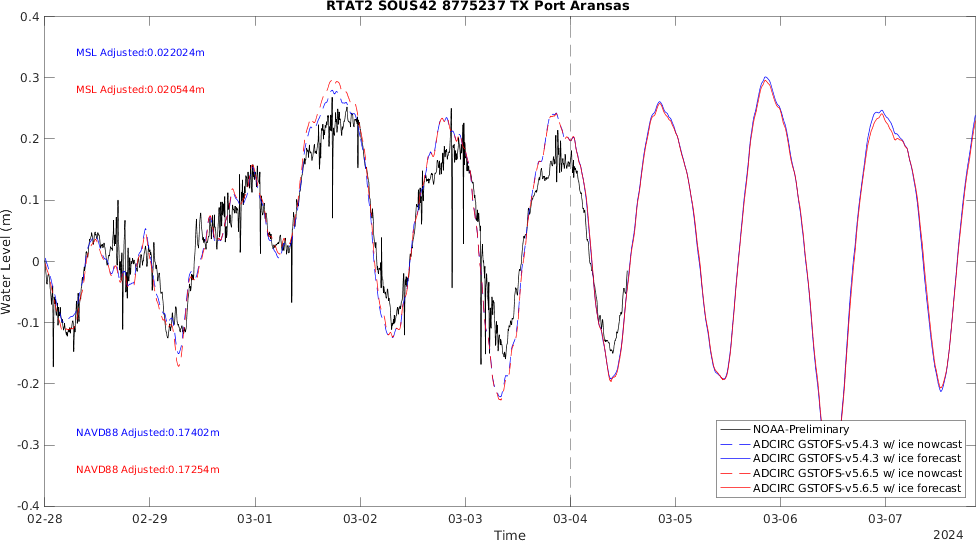 RTAT2 SOUS42 8775237 TX Port Aransas
0.4
0.3
0.2
0.1
0
-0.1
-0.2
-0.3
-0.4
Water Level (m)
MSL Adjusted:0.022024m
MSL Adjusted:0.020544m
NAVD88 Adjusted:0.17402m
NAVD88 Adjusted:0.17254m
NOAA-Preliminary
ADCIRC GSTOFS-v5.4.3 w/ ice nowcast
ADCIRC GSTOFS-v5.4.3 w/ ice forecast
ADCIRC GSTOFS-v5.6.5 w/ ice nowcast
ADCIRC GSTOFS-v5.6.5 w/ ice forecast
02-28 02-29 03-01 03-02 03-03 03-04 03-05 03-06 03-07
Time
2024